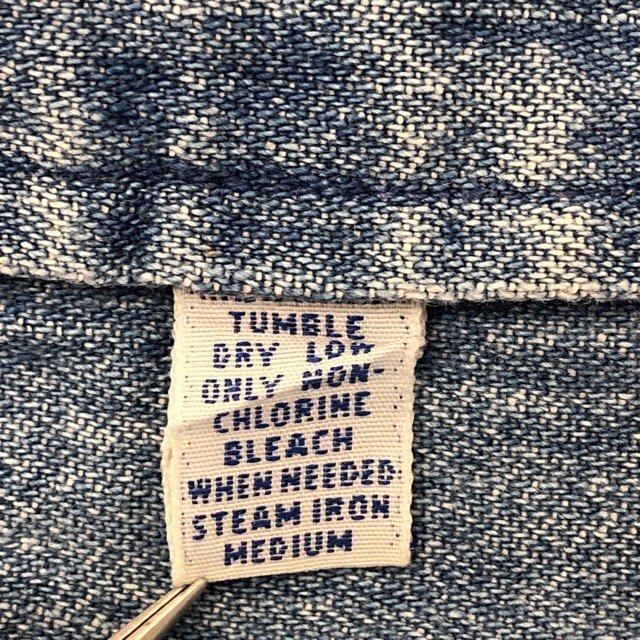 TUMBLE
DRY LOW
ONLY NON-
CHLORINE
BLEACH
WHEN NEEDED
STEAM IRON
MEDIUM